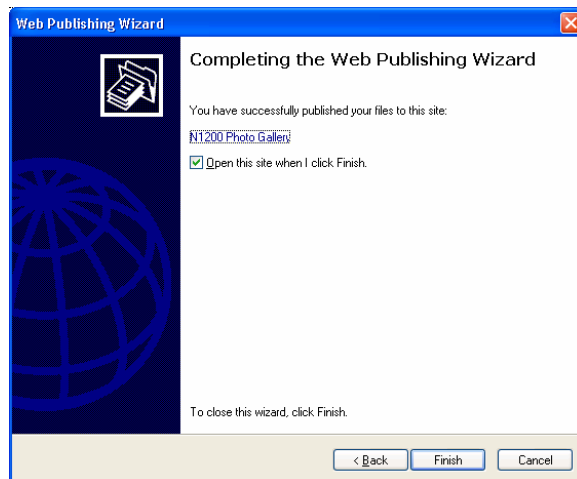 Web Publishing Wizard
Completing the Web Publishing Wizard
You have successfully published your files to this site:
N1200 Photo Gallery
Open this site when I click Finish.
To close this wizard, click Finish.
< Back
Finish
Cancel